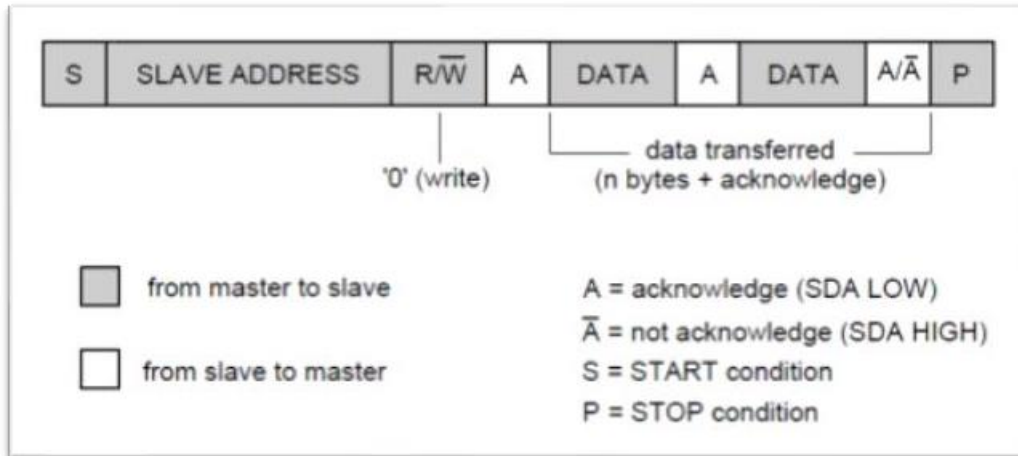 S SLAVE ADDRESS R/W̅ A DATA A DATA A/A̅ P
'0' (write)
data transferred
(n bytes + acknowledge)
from master to slave
from slave to master
A = acknowledge (SDA LOW)
A̅ = not acknowledge (SDA HIGH)
S = START condition
P = STOP condition